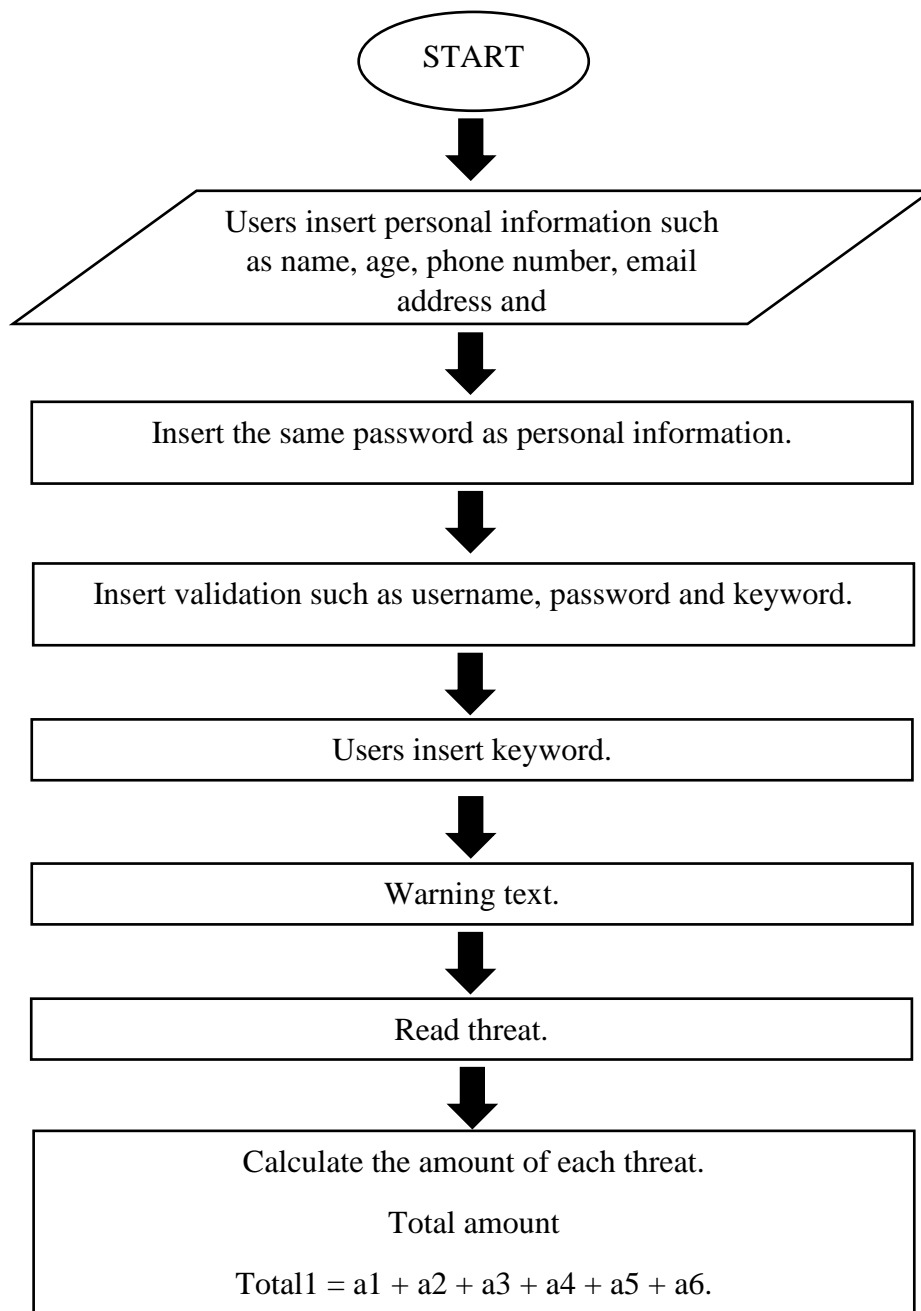 START
Users insert personal information such
as name, age, phone number, email
address and
Insert the same password as personal information.
Insert validation such as username, password and keyword.
Users insert keyword.
Warning text.
Read threat.
Calculate the amount of each threat.
Total amount
Total1 = a1 + a2 + a3 + a4 + a5 + a6.